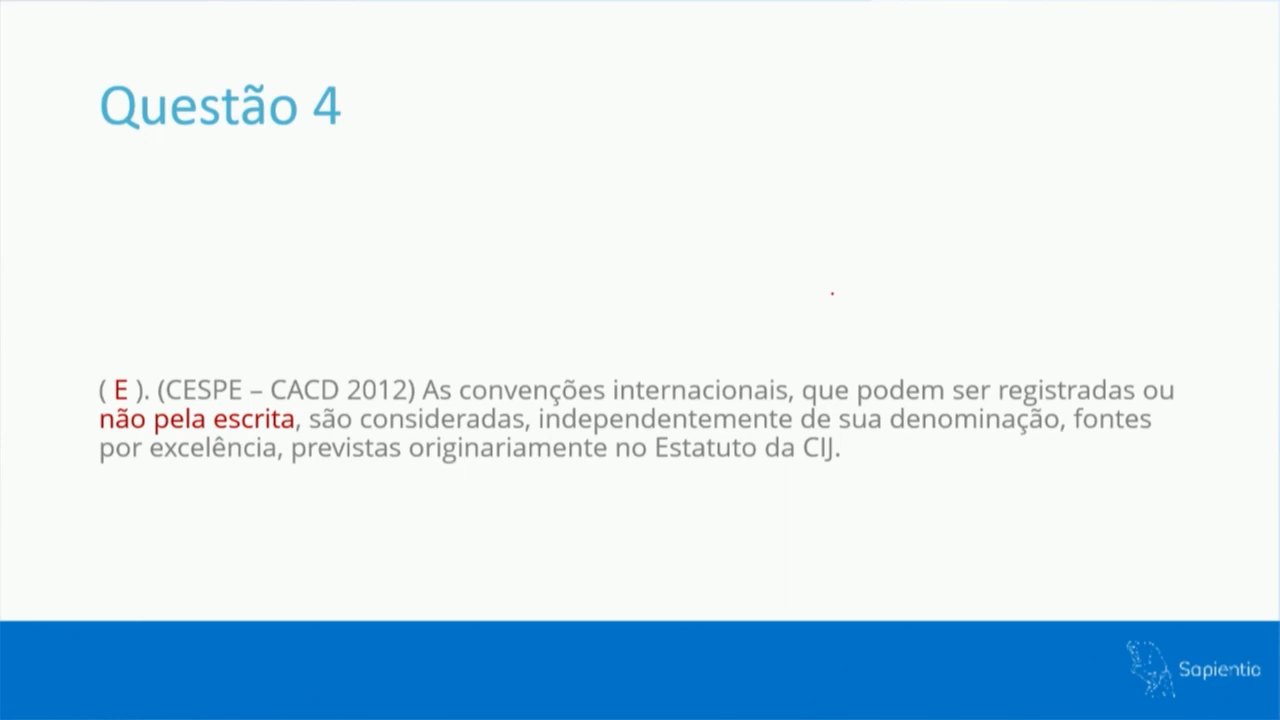 Questão 4
( E ). (CESPE – CACD 2012) As convenções internacionais, que podem ser registradas ou
não pela escrita, são consideradas, independentemente de sua denominação, fontes
por excelência, previstas originariamente no Estatuto da CIJ.
Sapientia